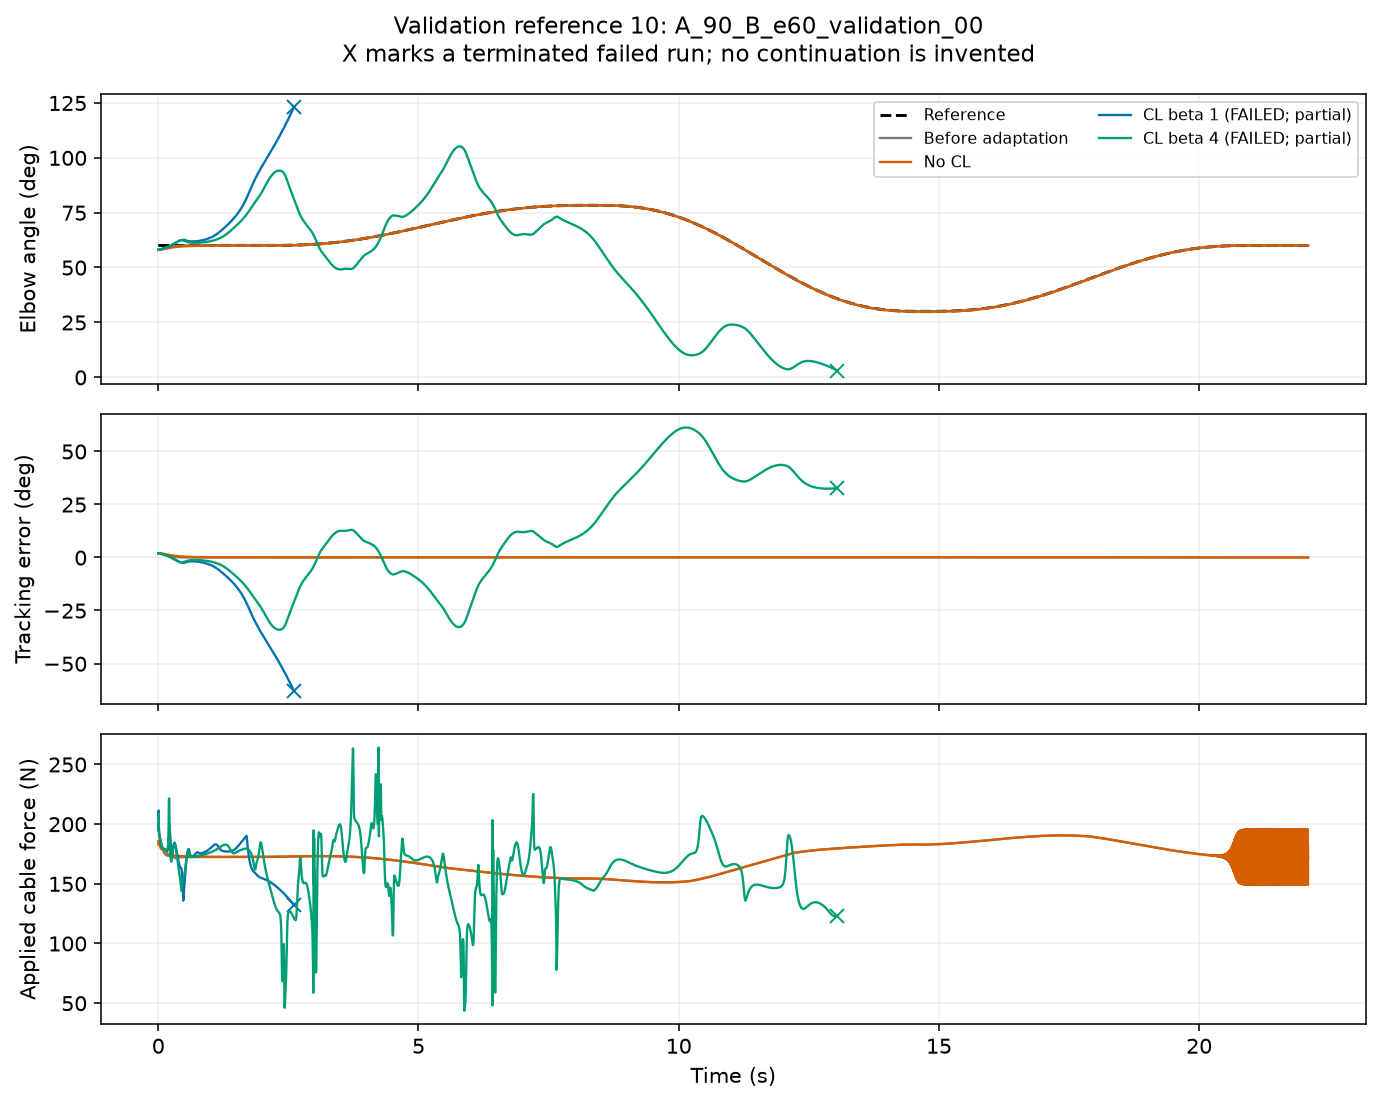 Validation reference 10: A_90_B_e60_validation_00
X marks a terminated failed run; no continuation is invented
Elbow angle (deg)
125
100
75
50
25
0
Reference
Before adaptation
No CL
CL beta 1 (FAILED; partial)
CL beta 4 (FAILED; partial)
Tracking error (deg)
50
25
0
−25
−50
Applied cable force (N)
250
200
150
100
50
0
5
10
15
20
Time (s)